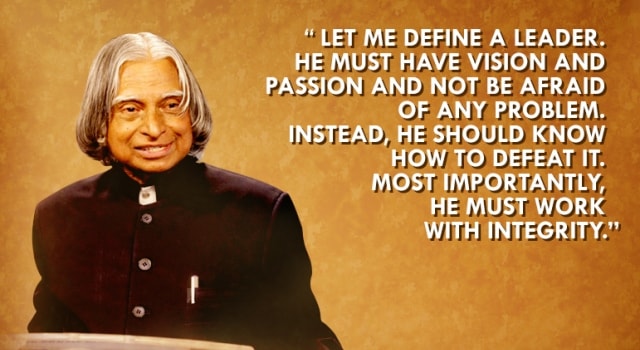 “ LET ME DEFINE A LEADER.
HE MUST HAVE VISION AND
PASSION AND NOT BE AFRAID
OF ANY PROBLEM.
INSTEAD, HE SHOULD KNOW
HOW TO DEFEAT IT.
MOST IMPORTANTLY,
HE MUST WORK
WITH INTEGRITY.”